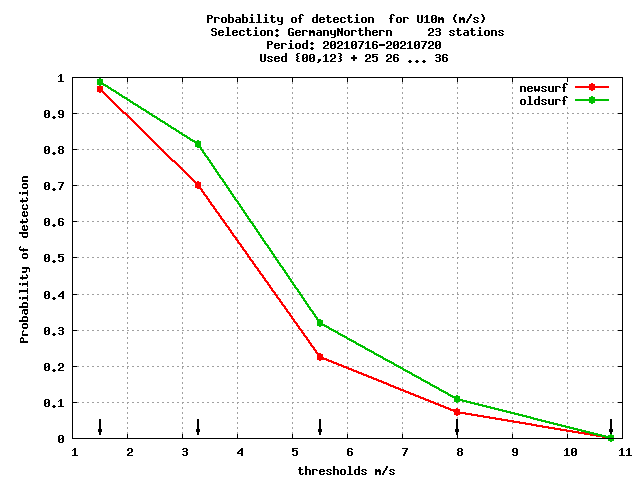 Probability of detection  for U10m (m/s)
Selection: GermanyNorthern     23 stations
Period: 20210716-20210720
Used {00,12} + 25 26 ... 36
newsurf
oldsurf
Probability of detection
1
0.9
0.8
0.7
0.6
0.5
0.4
0.3
0.2
0.1
0
1 2 3 4 5 6 7 8 9 10 11
thresholds m/s